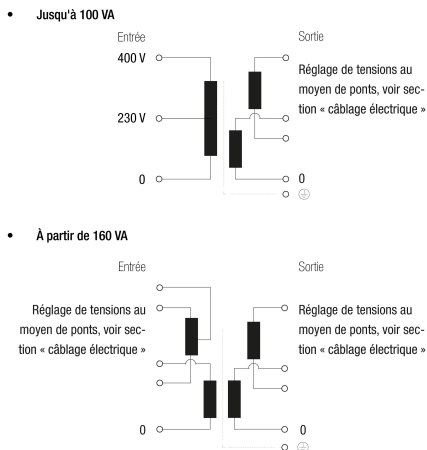 • Jusqu'à 100 VA
Entrée
Sortie
400 V
Réglage de tensions au
moyen de ponts, voir sec-
tion « câblage électrique »
230 V
0
0
• À partir de 160 VA
Entrée
Sortie
Réglage de tensions au
moyen de ponts, voir sec-
tion « câblage électrique »
Réglage de tensions au
moyen de ponts, voir sec-
tion « câblage électrique »
0
0